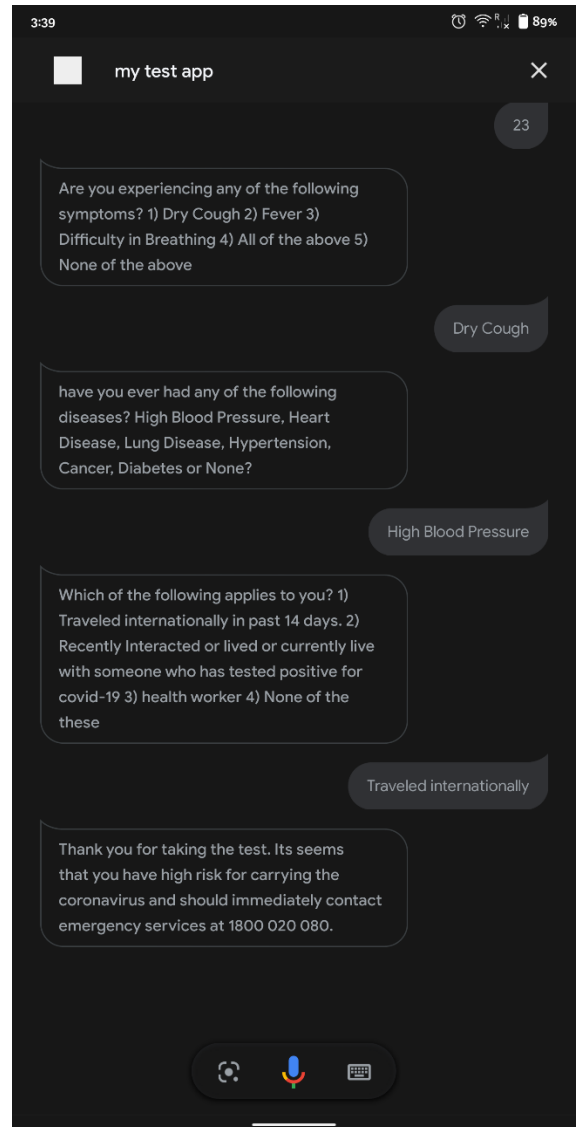 3:39 R 89%
my test app
23
Are you experiencing any of the following
symptoms? 1) Dry Cough 2) Fever 3)
Difficulty in Breathing 4) All of the above 5)
None of the above
Dry Cough
have you ever had any of the following
diseases? High Blood Pressure, Heart
Disease, Lung Disease, Hypertension,
Cancer, Diabetes or None?
High Blood Pressure
Which of the following applies to you? 1)
Traveled internationally in past 14 days. 2)
Recently Interacted or lived or currently live
with someone who has tested positive for
covid-19 3) health worker 4) None of the
these
Traveled internationally
Thank you for taking the test. Its seems
that you have high risk for carrying the
coronavirus and should immediately contact
emergency services at 1800 020 080.